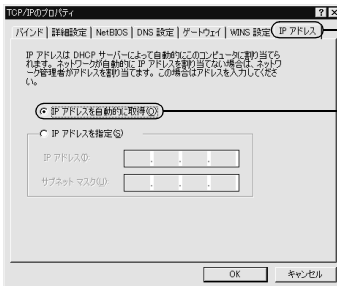 TCP/IPのプロパティ
バインド 詳細設定 NetBIOS DNS 設定 ゲートウェイ WINS 設定 IP アドレス
IP アドレスは DHCP サーバーによって自動的にこのコンピュータに割り当てら
れます。ネットワークが自動的に IP アドレスを割り当てない場合は、ネットワ
ーク管理者がアドレスを割り当てます。この場合はアドレスを入力してくださ
い。
IP アドレスを自動的に取得(O)
IP アドレスを指定(S)
IP アドレス(I):
サブネット マスク(U):
OK キャンセル